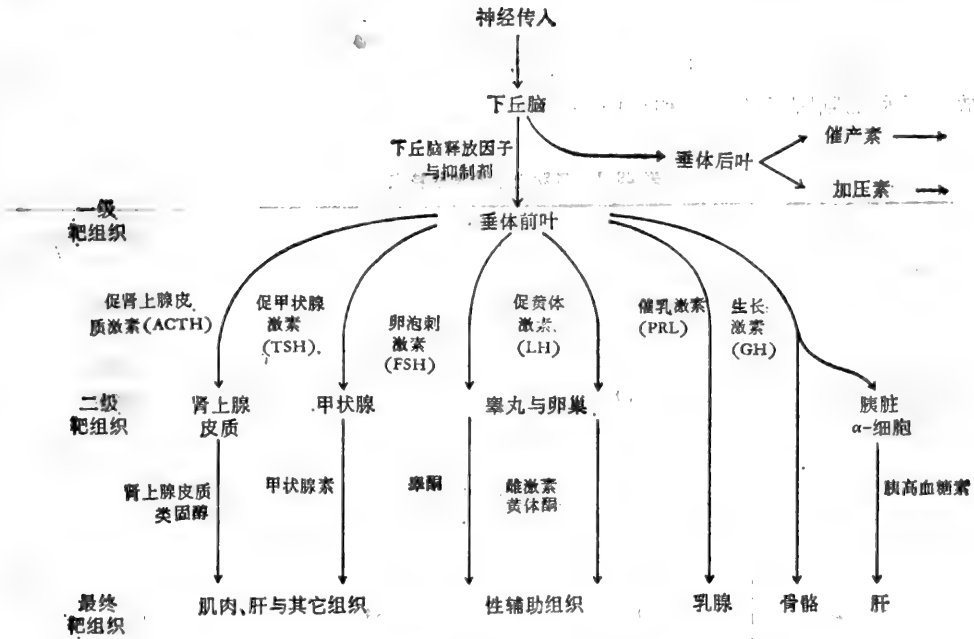 神经传入
下丘脑
下丘脑释放因子
与抑制剂
垂体后叶
催产素
加压素
一级
靶组织
垂体前叶
促肾上腺皮
质激素(ACTH)
促甲状腺
激素
(TSH)
卵泡刺
激素
(FSH)
促黄体
激素
(LH)
催乳激素
(PRL)
生长
激素
(GH)
二级
靶组织
肾上腺
皮质
甲状腺
睾丸与卵巢
胰脏
α-细胞
肾上腺皮质
类固醇
甲状腺素
睾酮
雌激素
黄体酮
胰高血糖素
最终
靶组织
肌肉、肝与其它组织
性辅助组织
乳腺
骨骼
肝